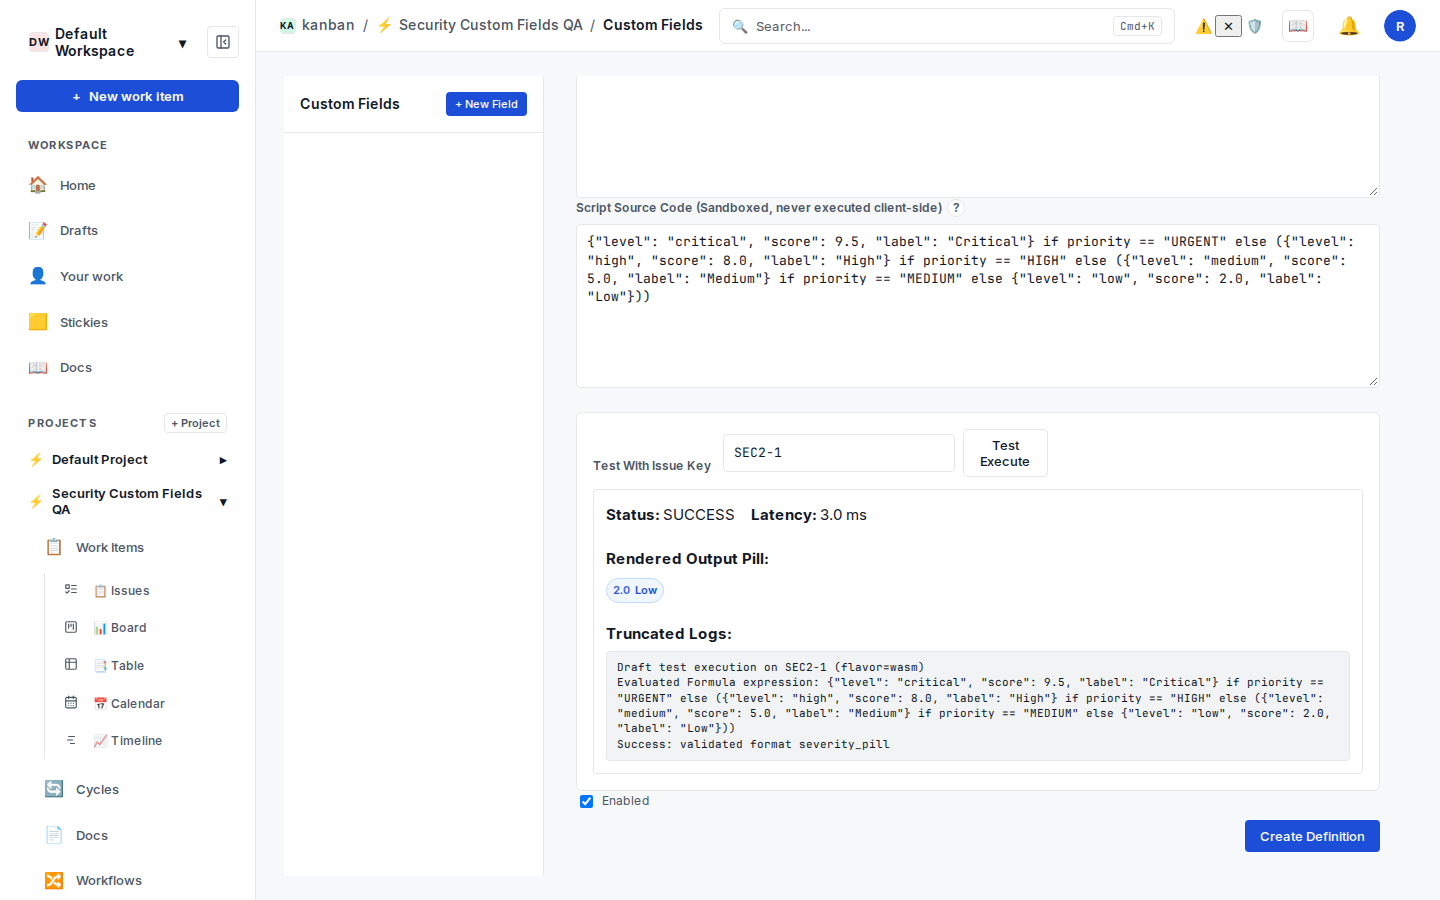 DW Default Workspace ▼
+ New work item
WORKSPACE
Home
Drafts
Your work
Stickies
Docs
PROJECTS + Project
Default Project ▸
Security Custom Fields QA ▼
Work Items
Issues
Board
Table
Calendar
Timeline
Cycles
Docs
Workflows
KA kanban / ⚡ Security Custom Fields QA / Custom Fields
Search... Cmd+K
✕
R
Custom Fields + New Field
Script Source Code (Sandboxed, never executed client-side) ?
{"level": "critical", "score": 9.5, "label": "Critical"} if priority == "URGENT" else ({"level":
"high", "score": 8.0, "label": "High"} if priority == "HIGH" else ({"level": "medium", "score":
5.0, "label": "Medium"} if priority == "MEDIUM" else {"level": "low", "score": 2.0, "label":
"Low"}))
Test With Issue Key SEC2-1 Test Execute
Status: SUCCESS Latency: 3.0 ms
Rendered Output Pill:
2.0 Low
Truncated Logs:
Draft test execution on SEC2-1 (flavor=wasm)
Evaluated Formula expression: {"level": "critical", "score": 9.5, "label": "Critical"} if priority ==
"URGENT" else ({"level": "high", "score": 8.0, "label": "High"} if priority == "HIGH" else ({"level":
"medium", "score": 5.0, "label": "Medium"} if priority == "MEDIUM" else {"level": "low", "score": 2.0,
"label": "Low"}))
Success: validated format severity_pill
Enabled
Create Definition